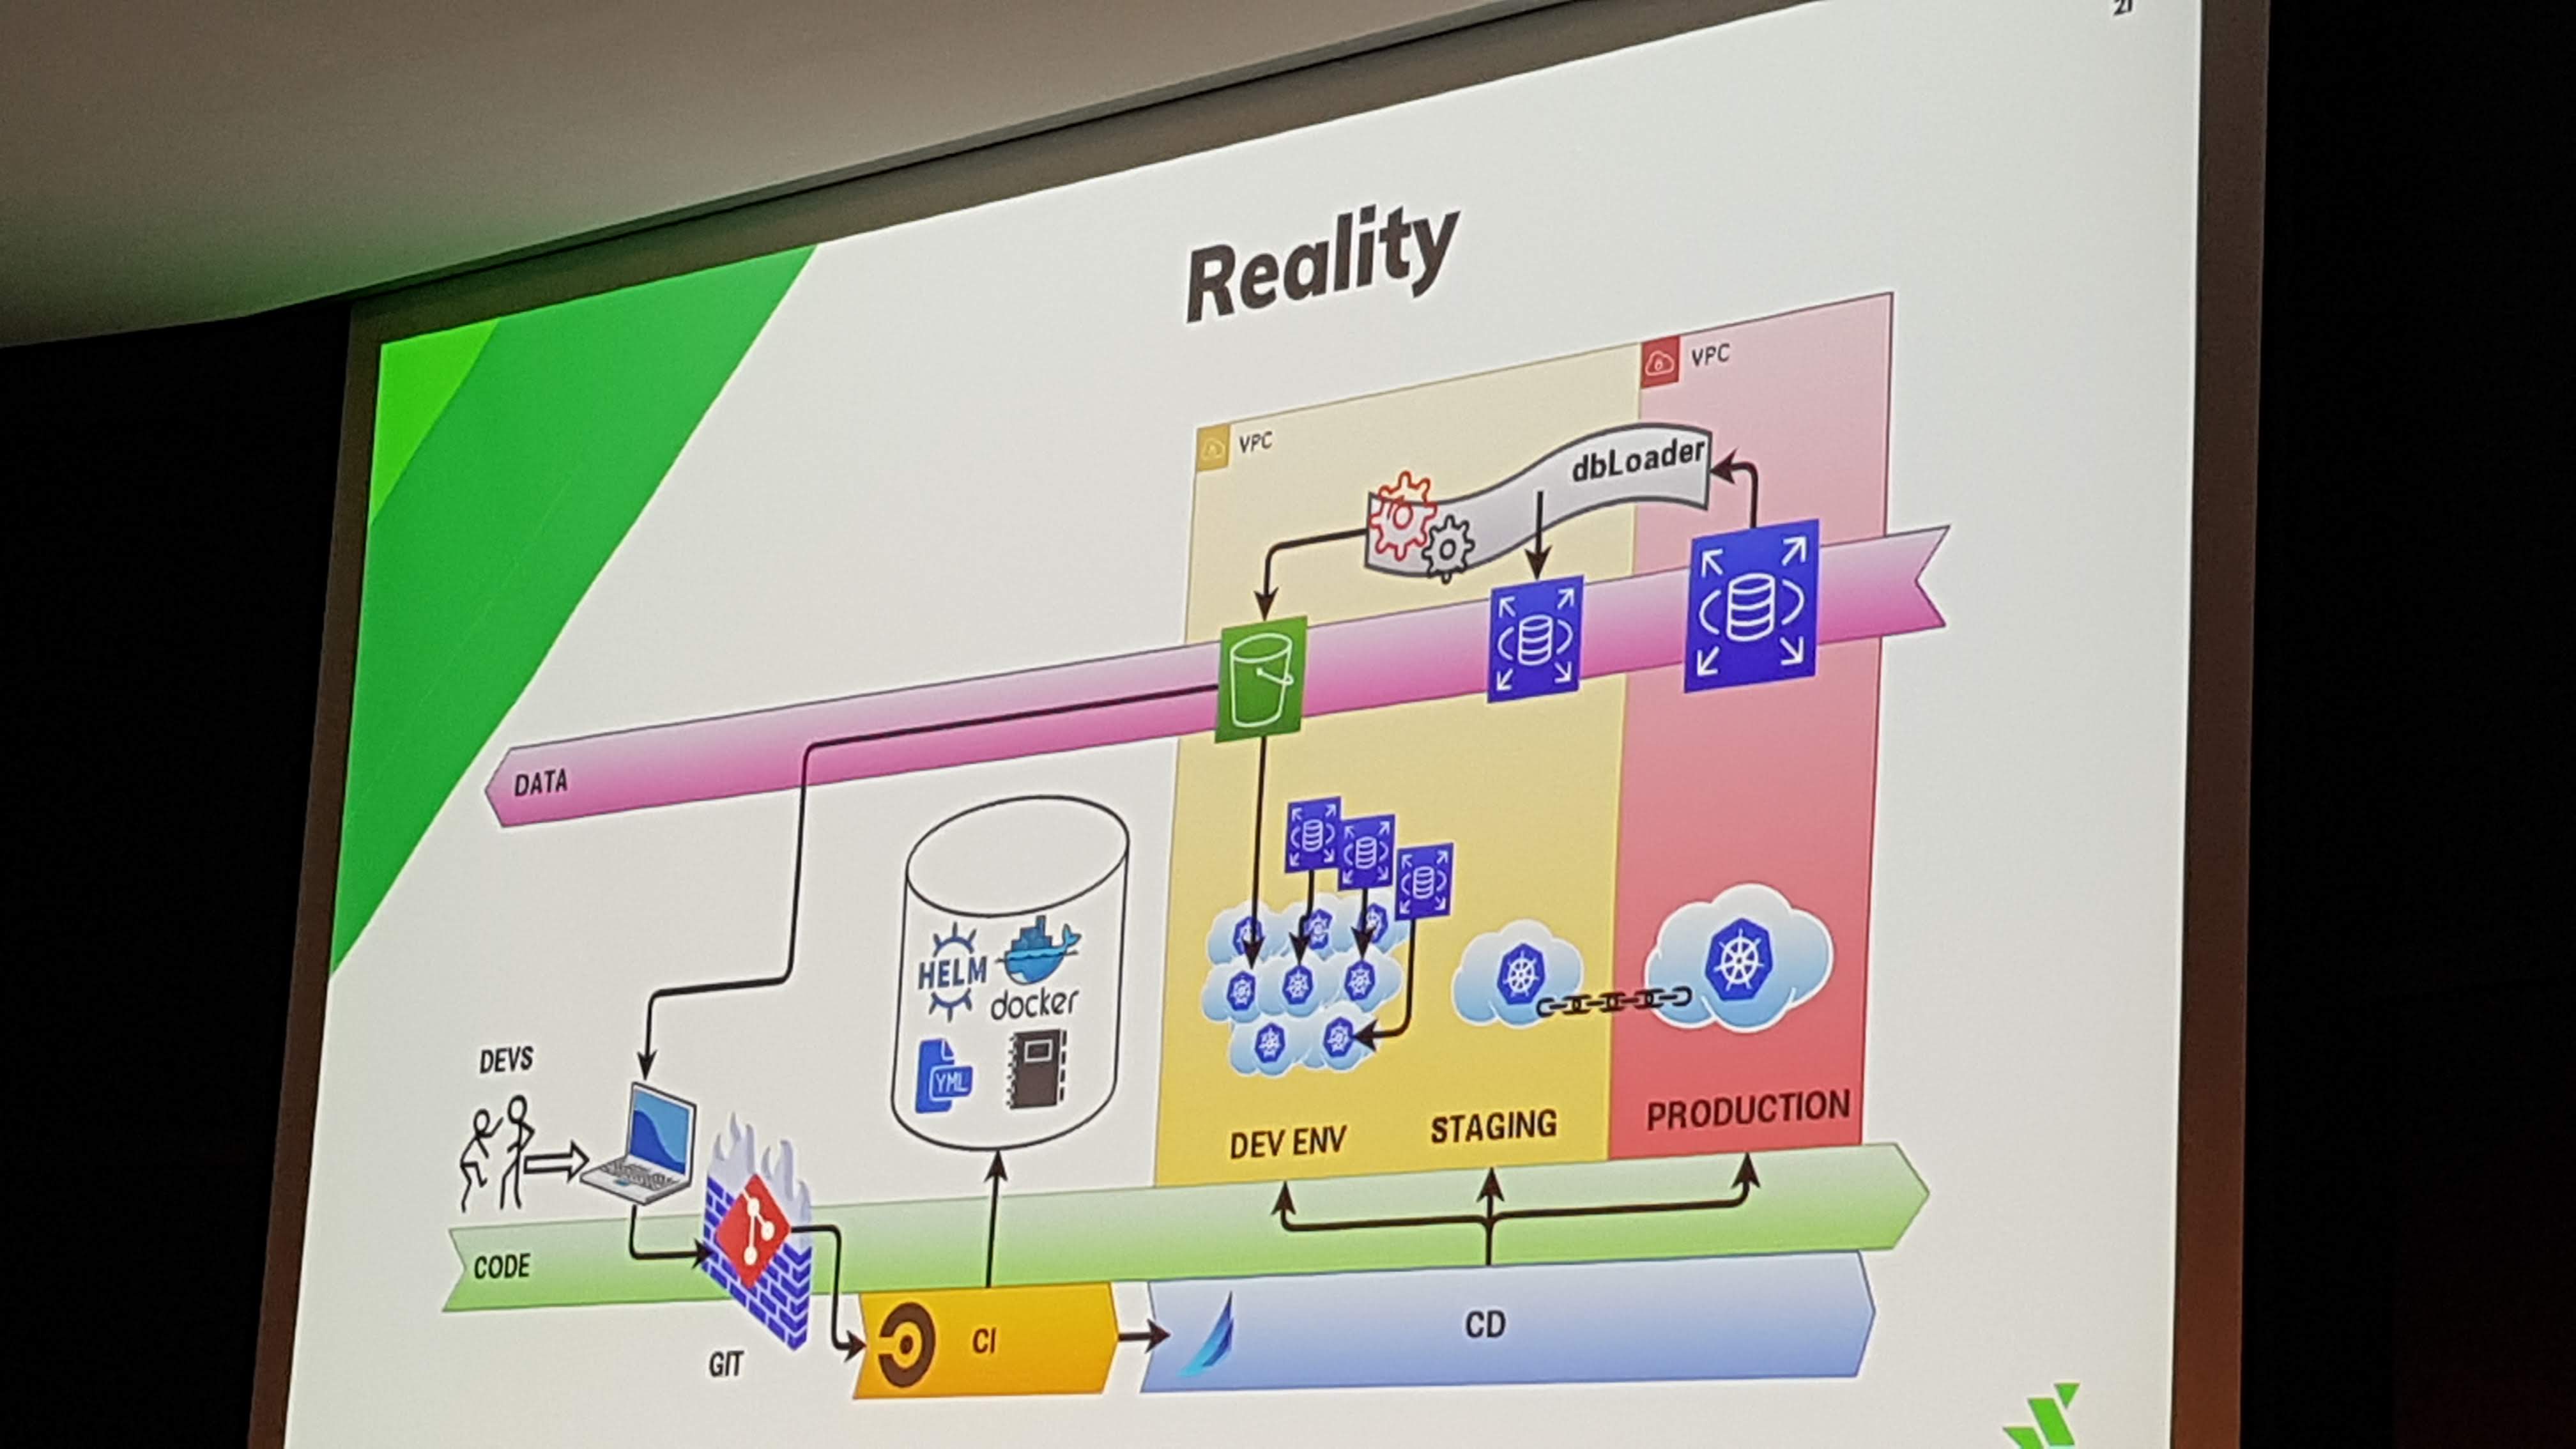 21
Reality
VPC
VPC
dbLoader
DATA
HELM
docker
YML
DEVS
DEV ENV
STAGING
PRODUCTION
CODE
GIT
CI
CD